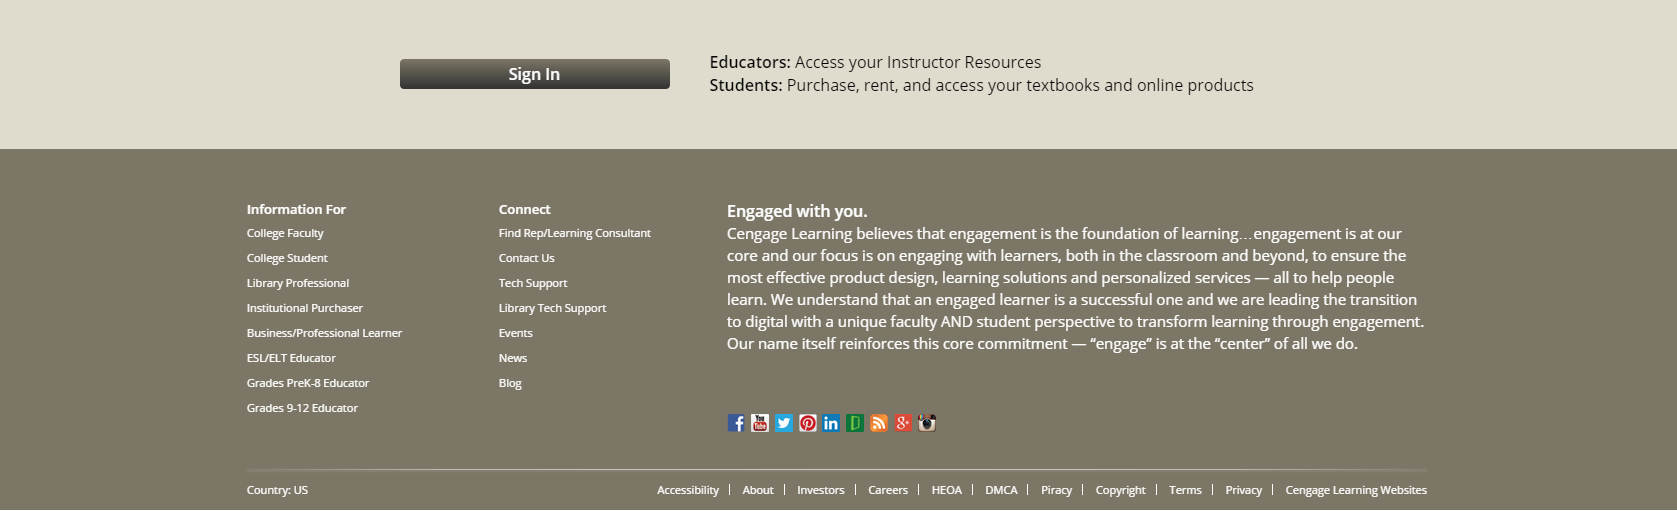 Sign In
Educators: Access your Instructor Resources
Students: Purchase, rent, and access your textbooks and online products
Information For
College Faculty
College Student
Library Professional
Institutional Purchaser
Business/Professional Learner
ESL/ELT Educator
Grades PreK-8 Educator
Grades 9-12 Educator
Connect
Find Rep/Learning Consultant
Contact Us
Tech Support
Library Tech Support
Events
News
Blog
Engaged with you.
Cengage Learning believes that engagement is the foundation of learning…engagement is at our
core and our focus is on engaging with learners, both in the classroom and beyond, to ensure the
most effective product design, learning solutions and personalized services — all to help people
learn. We understand that an engaged learner is a successful one and we are leading the transition
to digital with a unique faculty AND student perspective to transform learning through engagement.
Our name itself reinforces this core commitment — “engage” is at the “center” of all we do.
You Tube
in
g+
Country: US
Accessibility | About | Investors | Careers | HEOA | DMCA | Piracy | Copyright | Terms | Privacy | Cengage Learning Websites